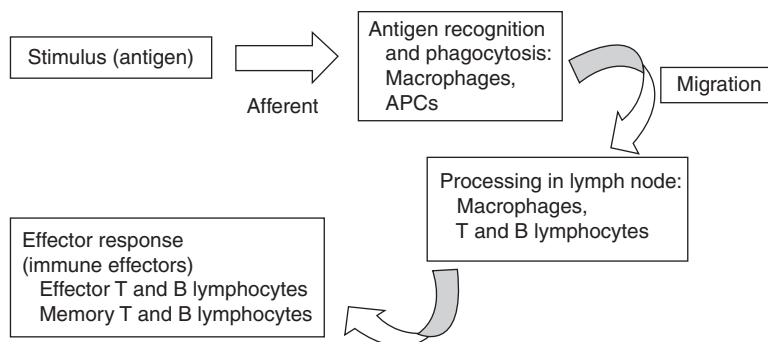 Stimulus (antigen)
Afferent
Antigen recognition
and phagocytosis:
Macrophages,
APCs
Migration
Processing in lymph node:
Macrophages,
T and B lymphocytes
Effector response
(immune effectors)
Effector T and B lymphocytes
Memory T and B lymphocytes